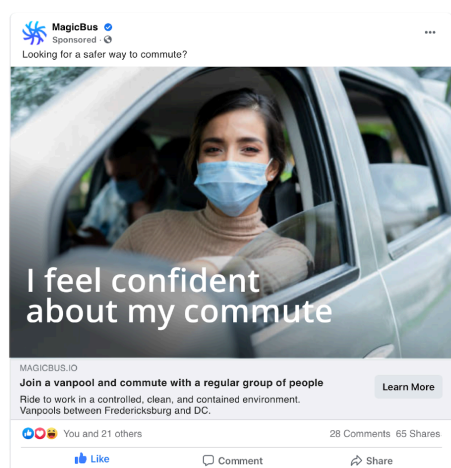 MagicBus
Sponsored ·
Looking for a safer way to commute?
I feel confident
about my commute
MAGICBUS.IO
Join a vanpool and commute with a regular group of people
Ride to work in a controlled, clean, and contained environment.
Vanpools between Fredericksburg and DC.
Learn More
You and 21 others
28 Comments 65 Shares
Like
Comment
Share